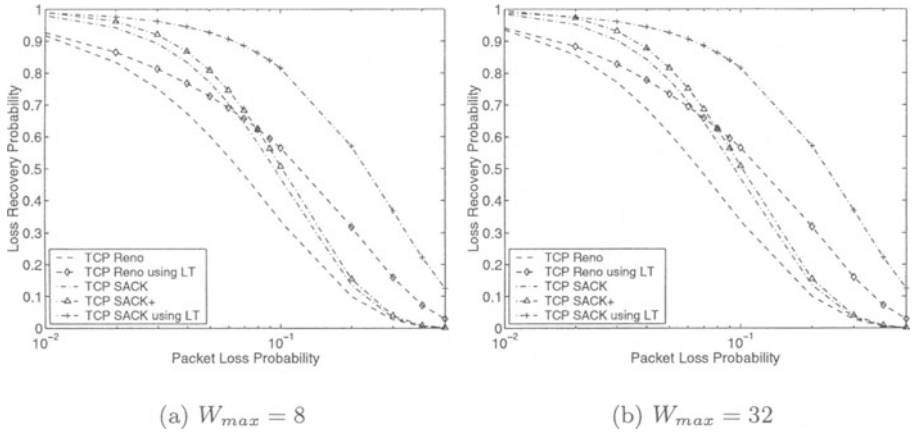 1
0.9
0.8
0.7
0.6
0.5
0.4
0.3
0.2
0.1
0
Loss Recovery Probability
TCP Reno
TCP Reno using LT
TCP SACK
TCP SACK+
TCP SACK using LT
10^-2
10^-1
Packet Loss Probability
(a) W_max = 8
1
0.9
0.8
0.7
0.6
0.5
0.4
0.3
0.2
0.1
0
Loss Recovery Probability
TCP Reno
TCP Reno using LT
TCP SACK
TCP SACK+
TCP SACK using LT
10^-2
10^-1
Packet Loss Probability
(b) W_max = 32